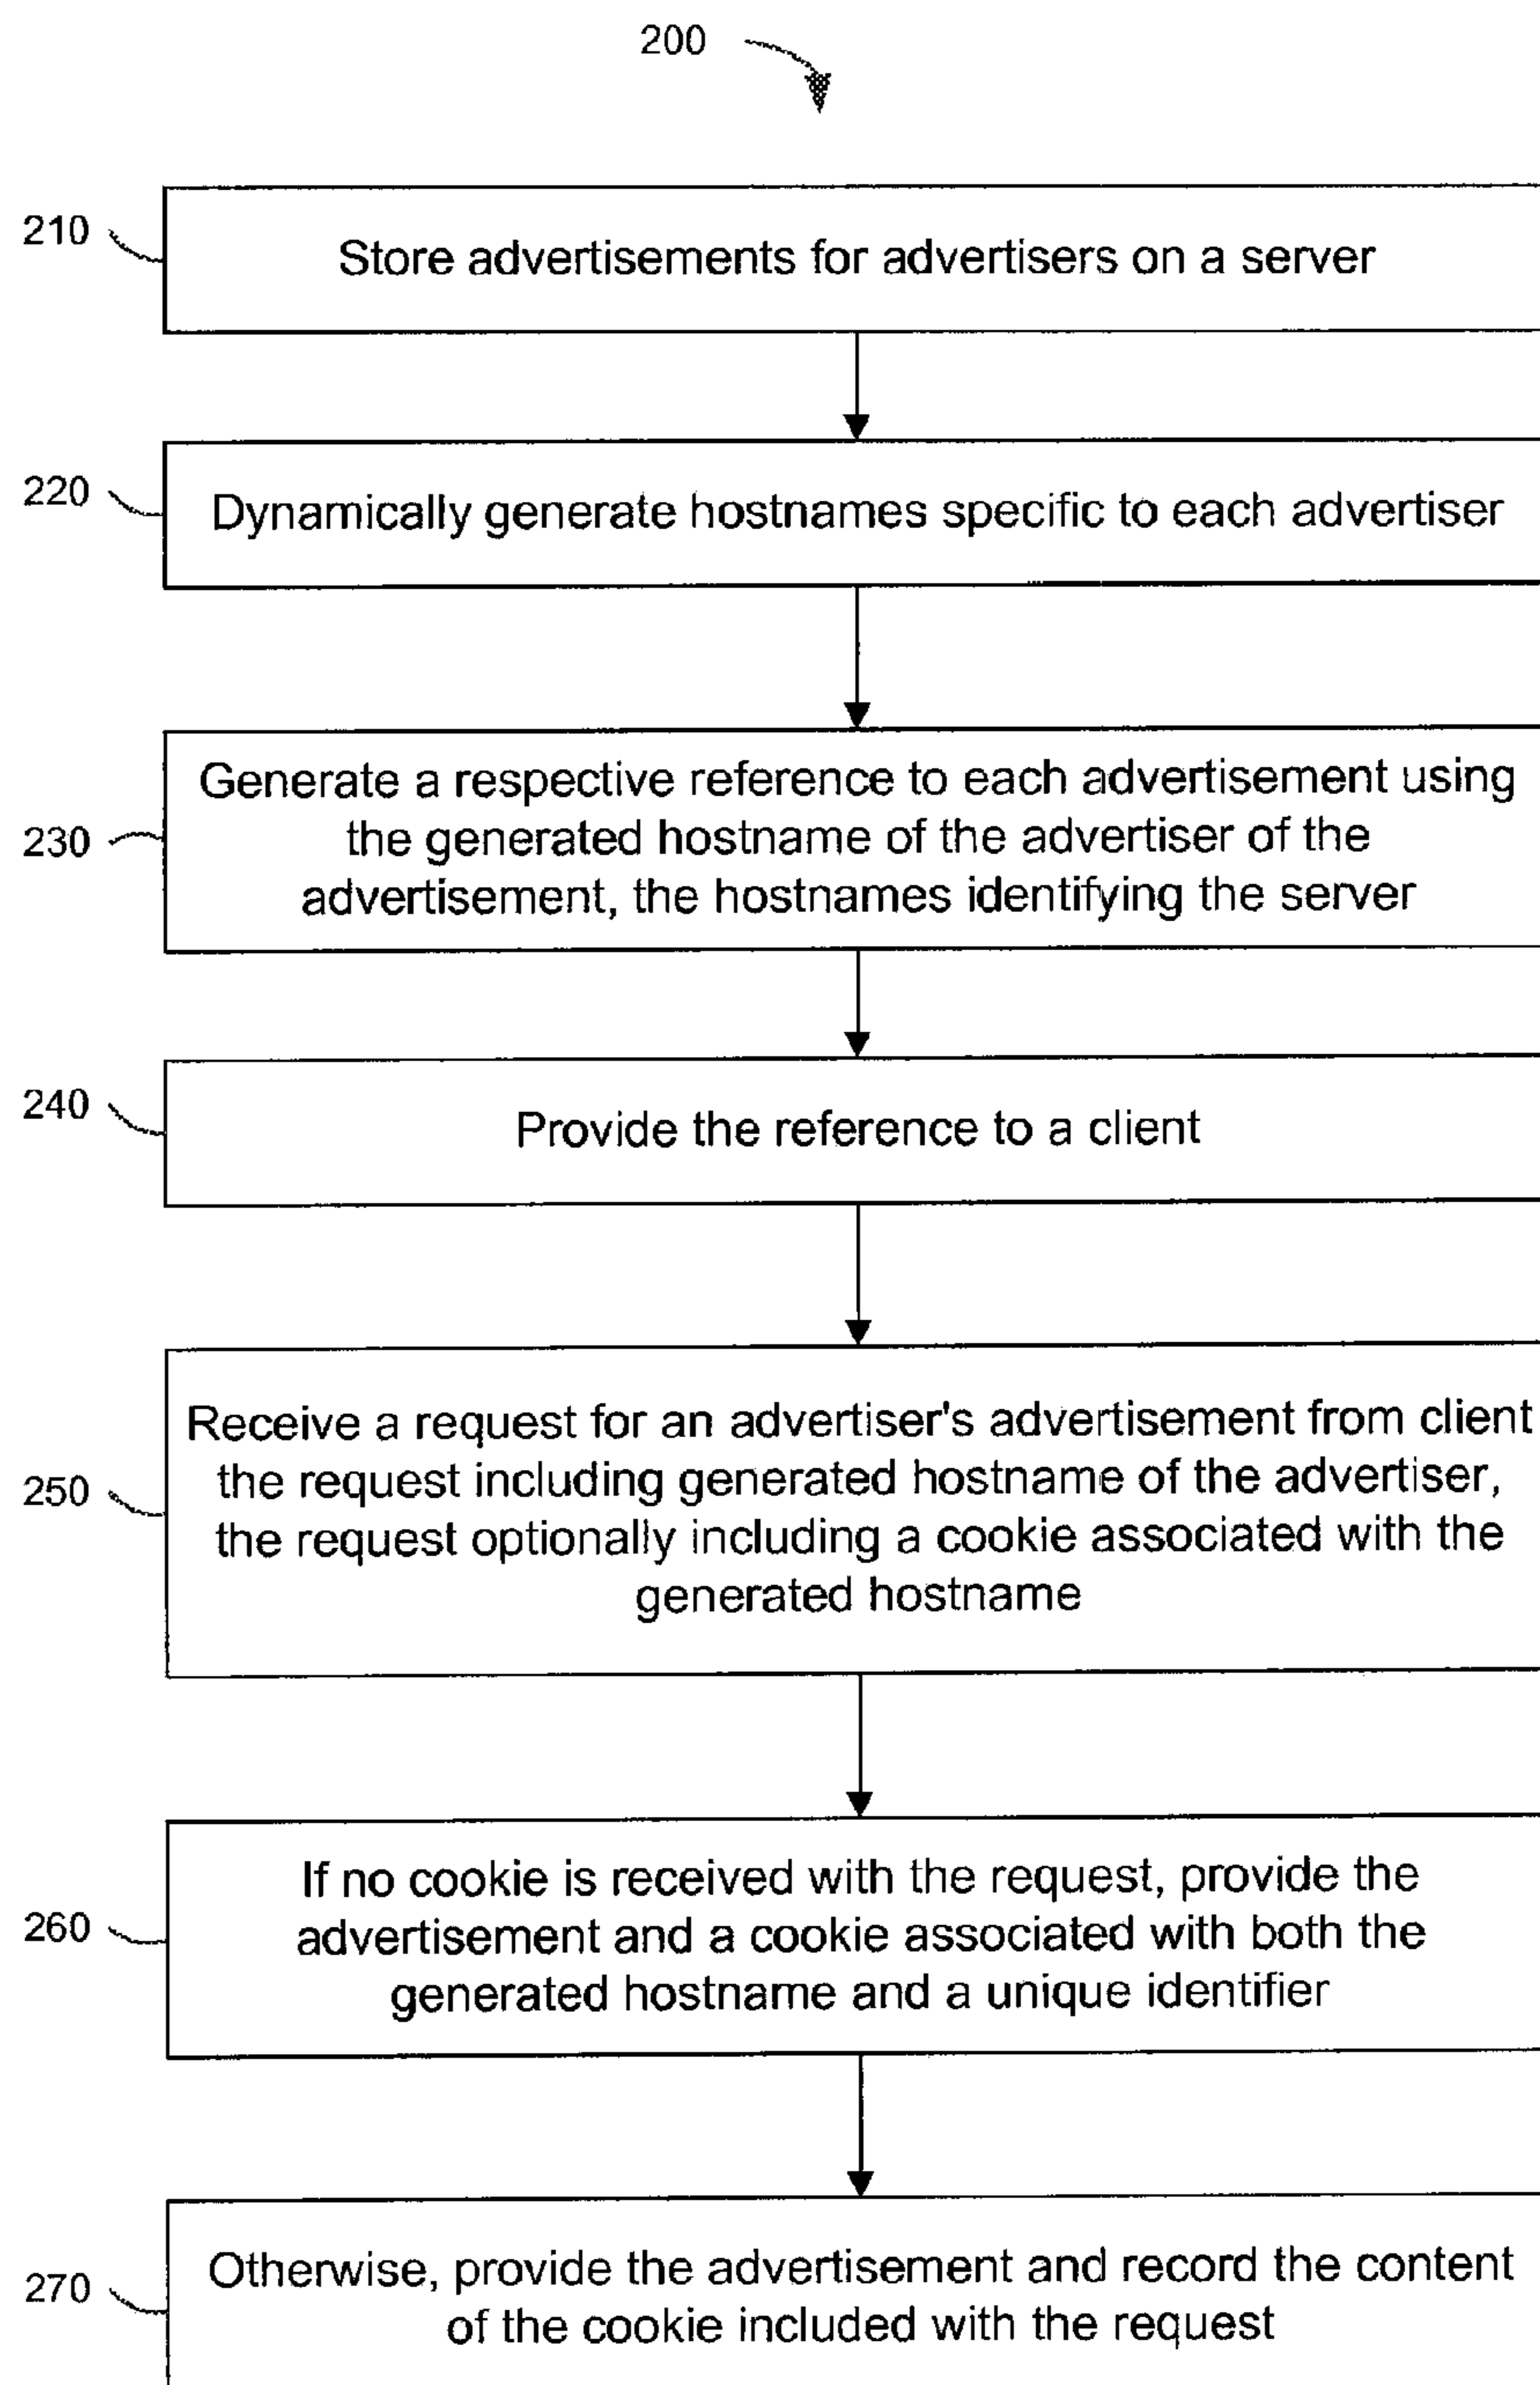 200
210
Store advertisements for advertisers on a server
220
Dynamically generate hostnames specific to each advertiser
230
Generate a respective reference to each advertisement using
the generated hostname of the advertiser of the
advertisement, the hostnames identifying the server
240
Provide the reference to a client
250
Receive a request for an advertiser's advertisement from client
the request including generated hostname of the advertiser,
the request optionally including a cookie associated with the
generated hostname
260
If no cookie is received with the request, provide the
advertisement and a cookie associated with both the
generated hostname and a unique identifier
270
Otherwise, provide the advertisement and record the content
of the cookie included with the request